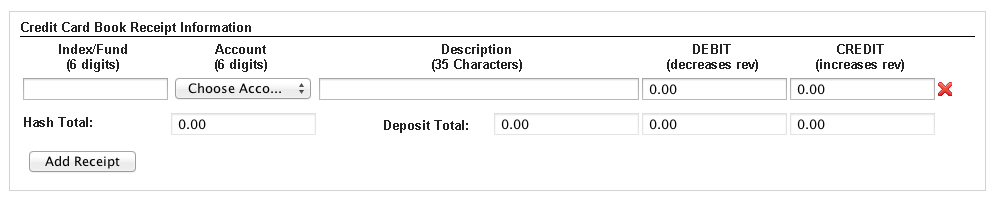 Credit Card Book Receipt Information
Index/Fund Account Description DEBIT CREDIT
(6 digits) (6 digits) (35 Characters) (decreases rev) (increases rev)
Choose Acco... 0.00 0.00
Hash Total: 0.00 Deposit Total: 0.00 0.00 0.00
Add Receipt